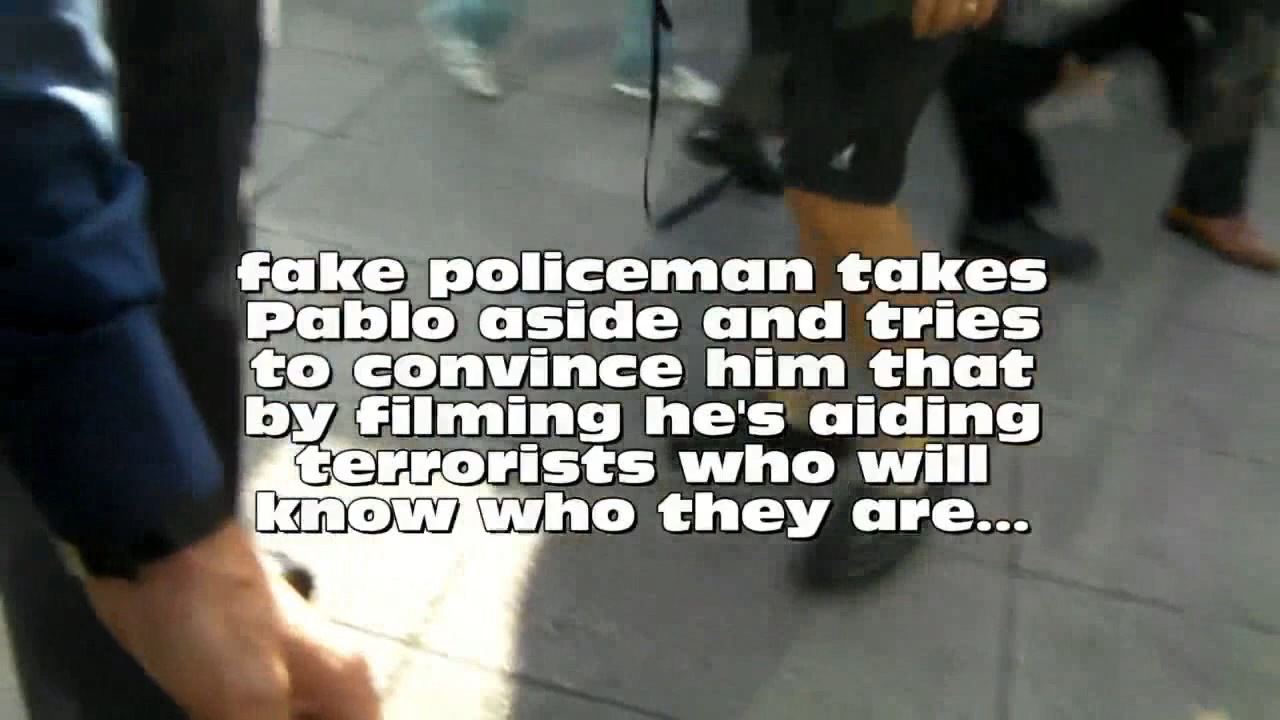 fake policeman takes
Pablo aside and tries
to convince him that
by filming he's aiding
terrorists who will
know who they are...